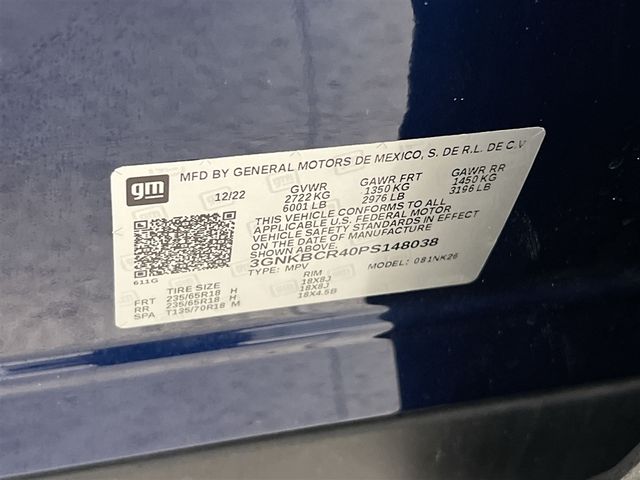 gm
MFD BY GENERAL MOTORS DE MEXICO, S. DE R.L. DE C.V
12/22 GVWR GAWR FRT GAWR RR
2722 KG 1350 KG 1450 KG
6001 LB 2976 LB 3196 LB
THIS VEHICLE CONFORMS TO ALL
APPLICABLE U.S. FEDERAL MOTOR
VEHICLE SAFETY STANDARDS IN EFFECT
ON THE DATE OF MANUFACTURE
SHOWN ABOVE.
3GNKBCR40PS148038
611G TYPE: MPV MODEL: 081NK26
TIRE SIZE RIM
FRT 235/65R18 H 18X8J
RR 235/65R18 H 18X8J
SPA T135/70R18 M 18X4.5B